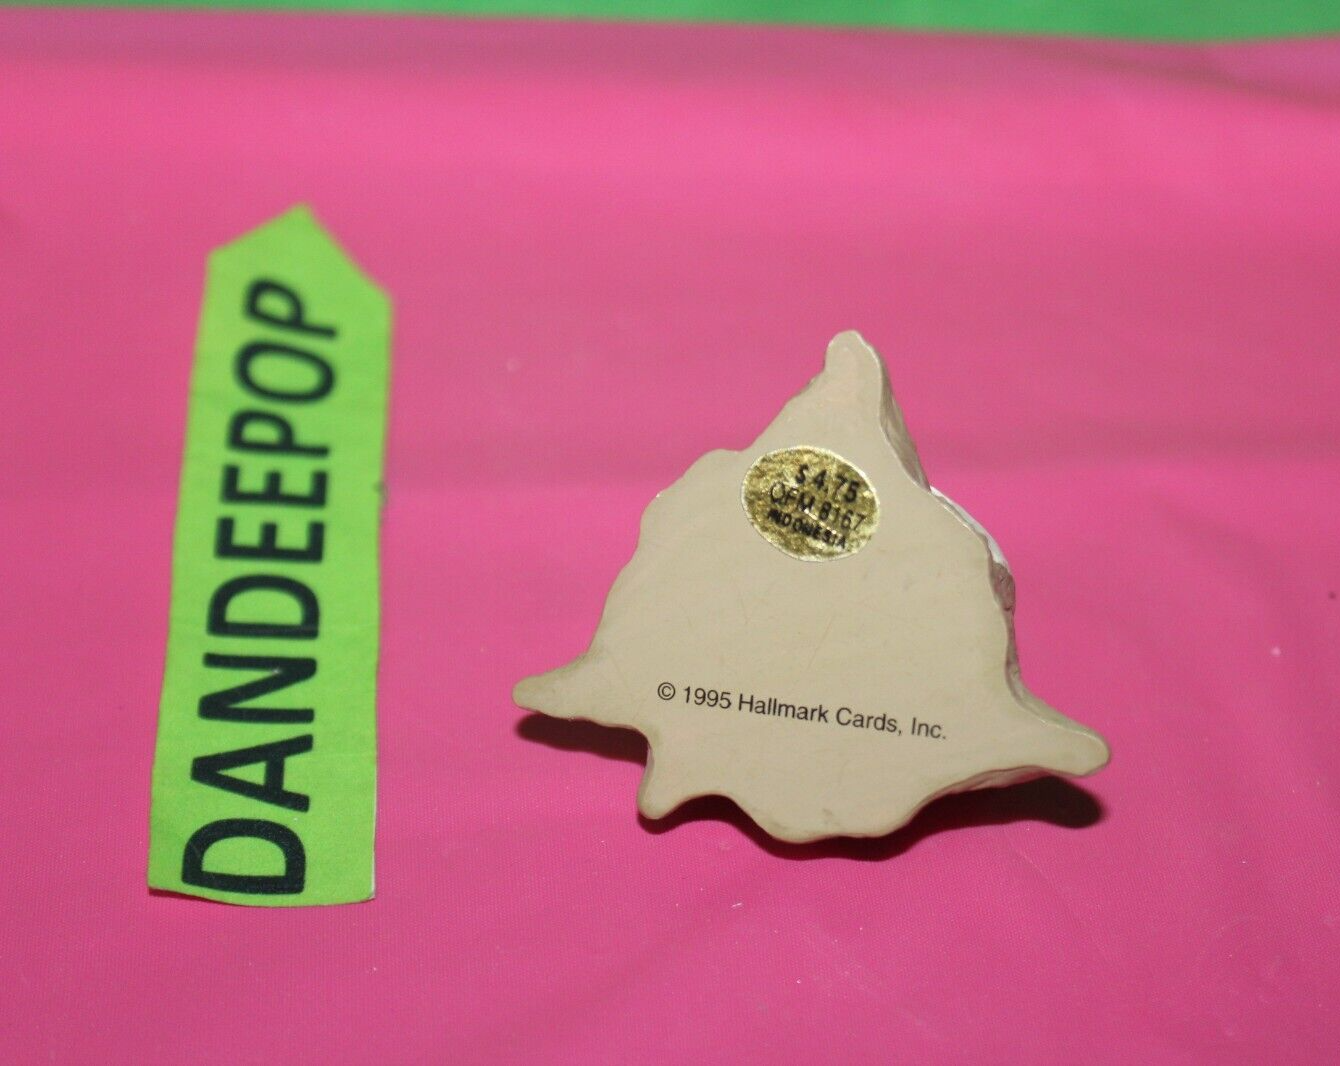 DANDEEPOP
$ 4.75
QFM 8167
INDONESIA
© 1995 Hallmark Cards, Inc.